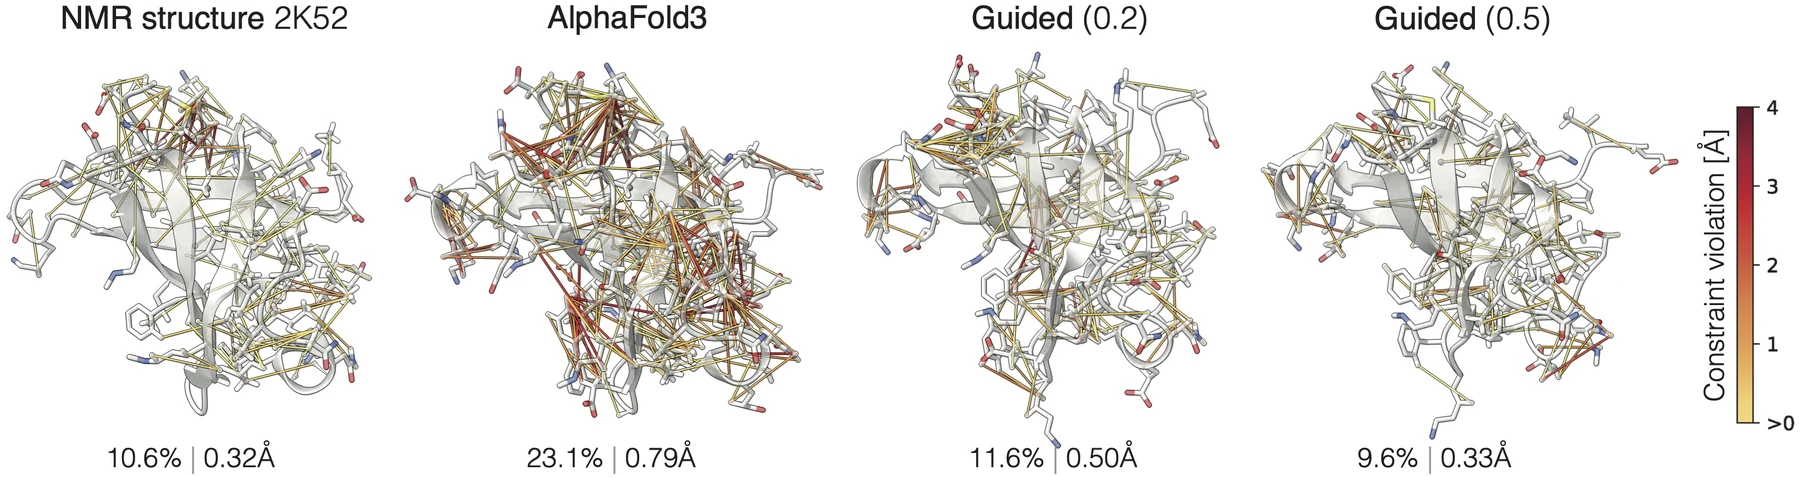 NMR structure 2K52
AlphaFold3
Guided (0.2)
Guided (0.5)
4
3
2
1
>0
Constraint violation [Å]
10.6% | 0.32Å
23.1% | 0.79Å
11.6% | 0.50Å
9.6% | 0.33Å